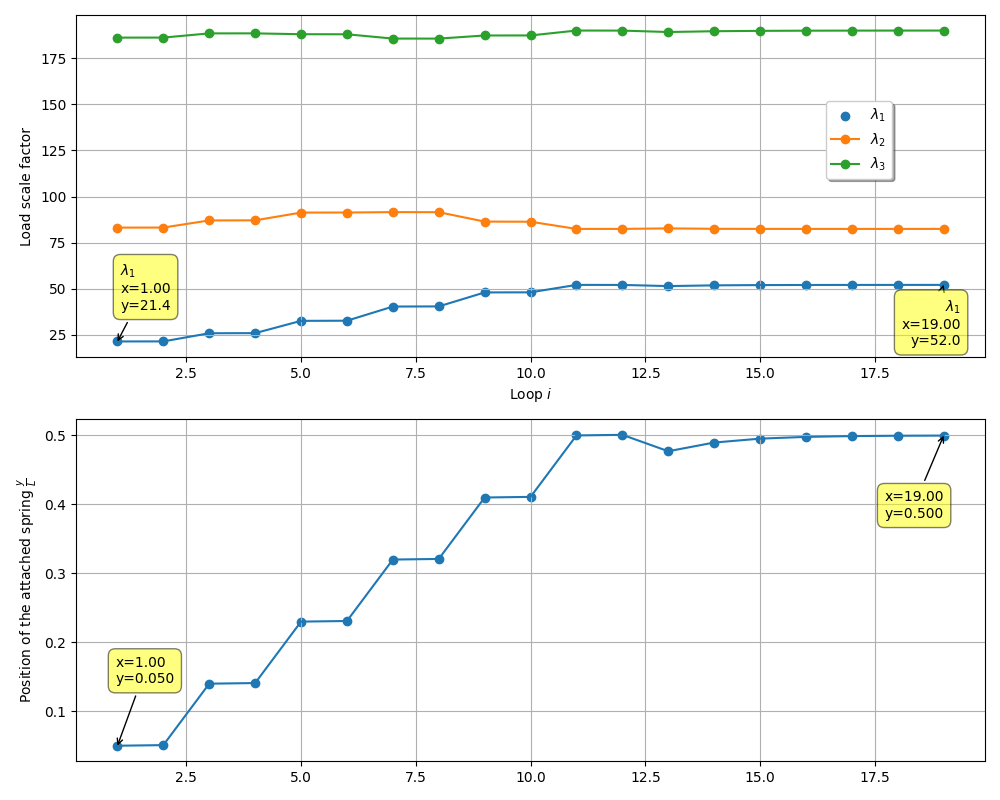 175
150
125
100
75
50
25
Load scale factor
λ₁
λ₂
λ₃
λ₁
x=1.00
y=21.4
λ₁
x=19.00
y=52.0
2.5 5.0 7.5 10.0 12.5 15.0 17.5
Loop i
0.5
0.4
0.3
0.2
0.1
Position of the attached spring y/L
x=19.00
y=0.500
x=1.00
y=0.050
2.5 5.0 7.5 10.0 12.5 15.0 17.5